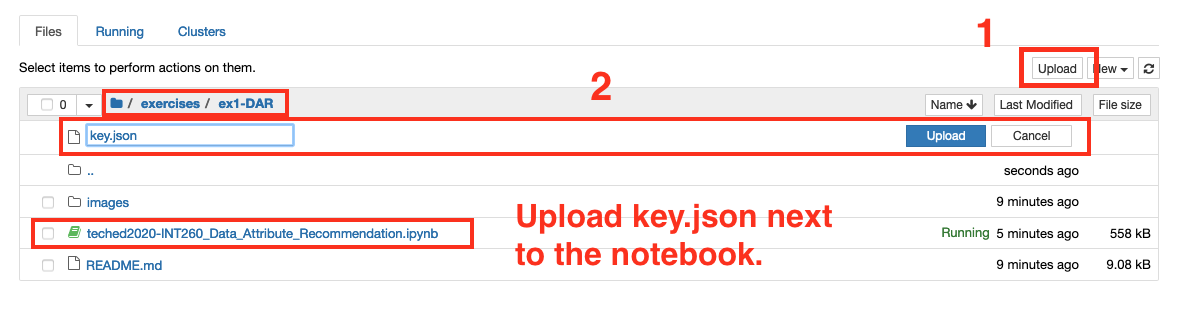 Files Running Clusters
1
Select items to perform actions on them.
Upload New
2
0 / exercises / ex1-DAR Name Last Modified File size
key.json Upload Cancel
.. seconds ago
images 9 minutes ago
Upload key.json next
teched2020-INT260_Data_Attribute_Recommendation.ipynb Running 5 minutes ago 558 kB
to the notebook.
README.md 9 minutes ago 9.08 kB